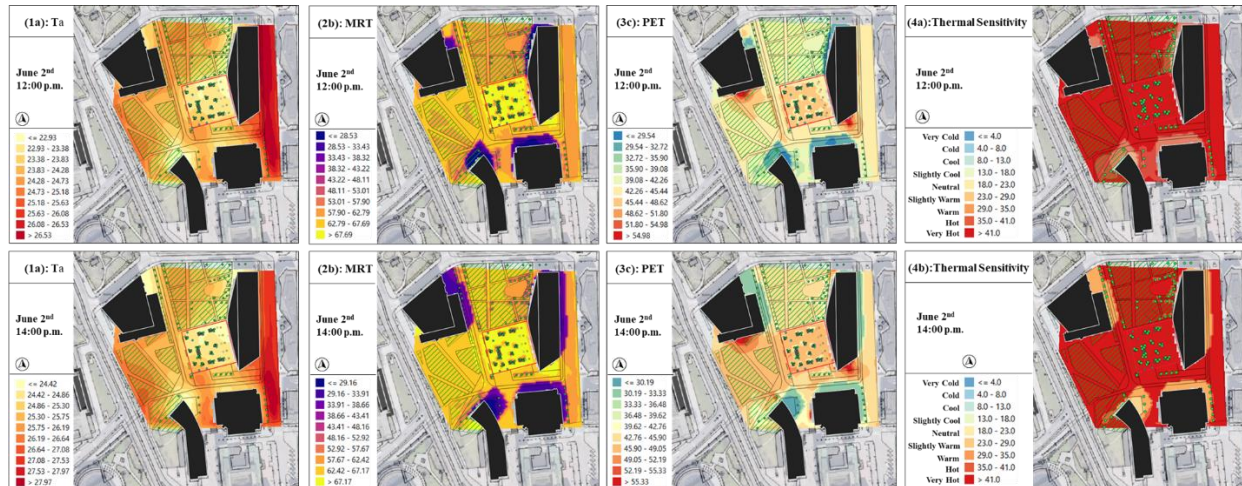 (1a): Ta
June 2nd
12:00 p.m.
<= 22.93
22.93 - 23.38
23.38 - 23.83
23.83 - 24.28
24.28 - 24.73
24.73 - 25.18
25.18 - 25.63
25.63 - 26.08
26.08 - 26.53
> 26.53
(2b) MRT
June 2nd
12:00 p.m.
<= 28.53
28.53 - 33.43
33.43 - 38.32
38.32 - 43.22
43.22 - 48.11
48.11 - 53.01
53.01 - 57.90
57.90 - 62.79
62.79 - 67.69
> 67.69
(3c): PET
June 2nd
12:00 p.m.
<= 29.54
29.54 - 32.72
32.72 - 35.90
35.90 - 39.08
39.08 - 42.26
42.26 - 45.44
45.44 - 48.62
48.62 - 51.80
51.80 - 54.98
> 54.98
(4a):Thermal Sensitivity
June 2nd
12:00 p.m.
Very Cold <= 4.0
Cold 4.0 - 8.0
Cool 8.0 - 13.0
Slightly Cool 13.0 - 18.0
Neutral 18.0 - 23.0
Slightly Warm 23.0 - 29.0
Warm 29.0 - 35.0
Hot 35.0 - 41.0
Very Hot > 41.0
(1a): Ta
June 2nd
14:00 p.m.
<= 24.42
24.42 - 24.86
24.86 - 25.30
25.30 - 25.75
25.75 - 26.19
26.19 - 26.64
26.64 - 27.08
27.08 - 27.53
27.53 - 27.97
> 27.97
(2b): MRT
June 2nd
14:00 p.m.
<= 29.16
29.16 - 33.91
33.91 - 38.66
38.66 - 43.41
43.41 - 48.16
48.16 - 52.92
52.92 - 57.67
57.67 - 62.42
62.42 - 67.17
> 67.17
(3c): PET
June 2nd
14:00 p.m.
<= 30.19
30.19 - 33.33
33.33 - 36.48
36.48 - 39.62
39.62 - 42.76
42.76 - 45.90
45.90 - 49.05
49.05 - 52.19
52.19 - 55.33
> 55.33
(4b):Thermal Sensitivity
June 2nd
14:00 p.m.
Very Cold <= 4.0
Cold 4.0 - 8.0
Cool 8.0 - 13.0
Slightly Cool 13.0 - 18.0
Neutral 18.0 - 23.0
Slightly Warm 23.0 - 29.0
Warm 29.0 - 35.0
Hot 35.0 - 41.0
Very Hot > 41.0